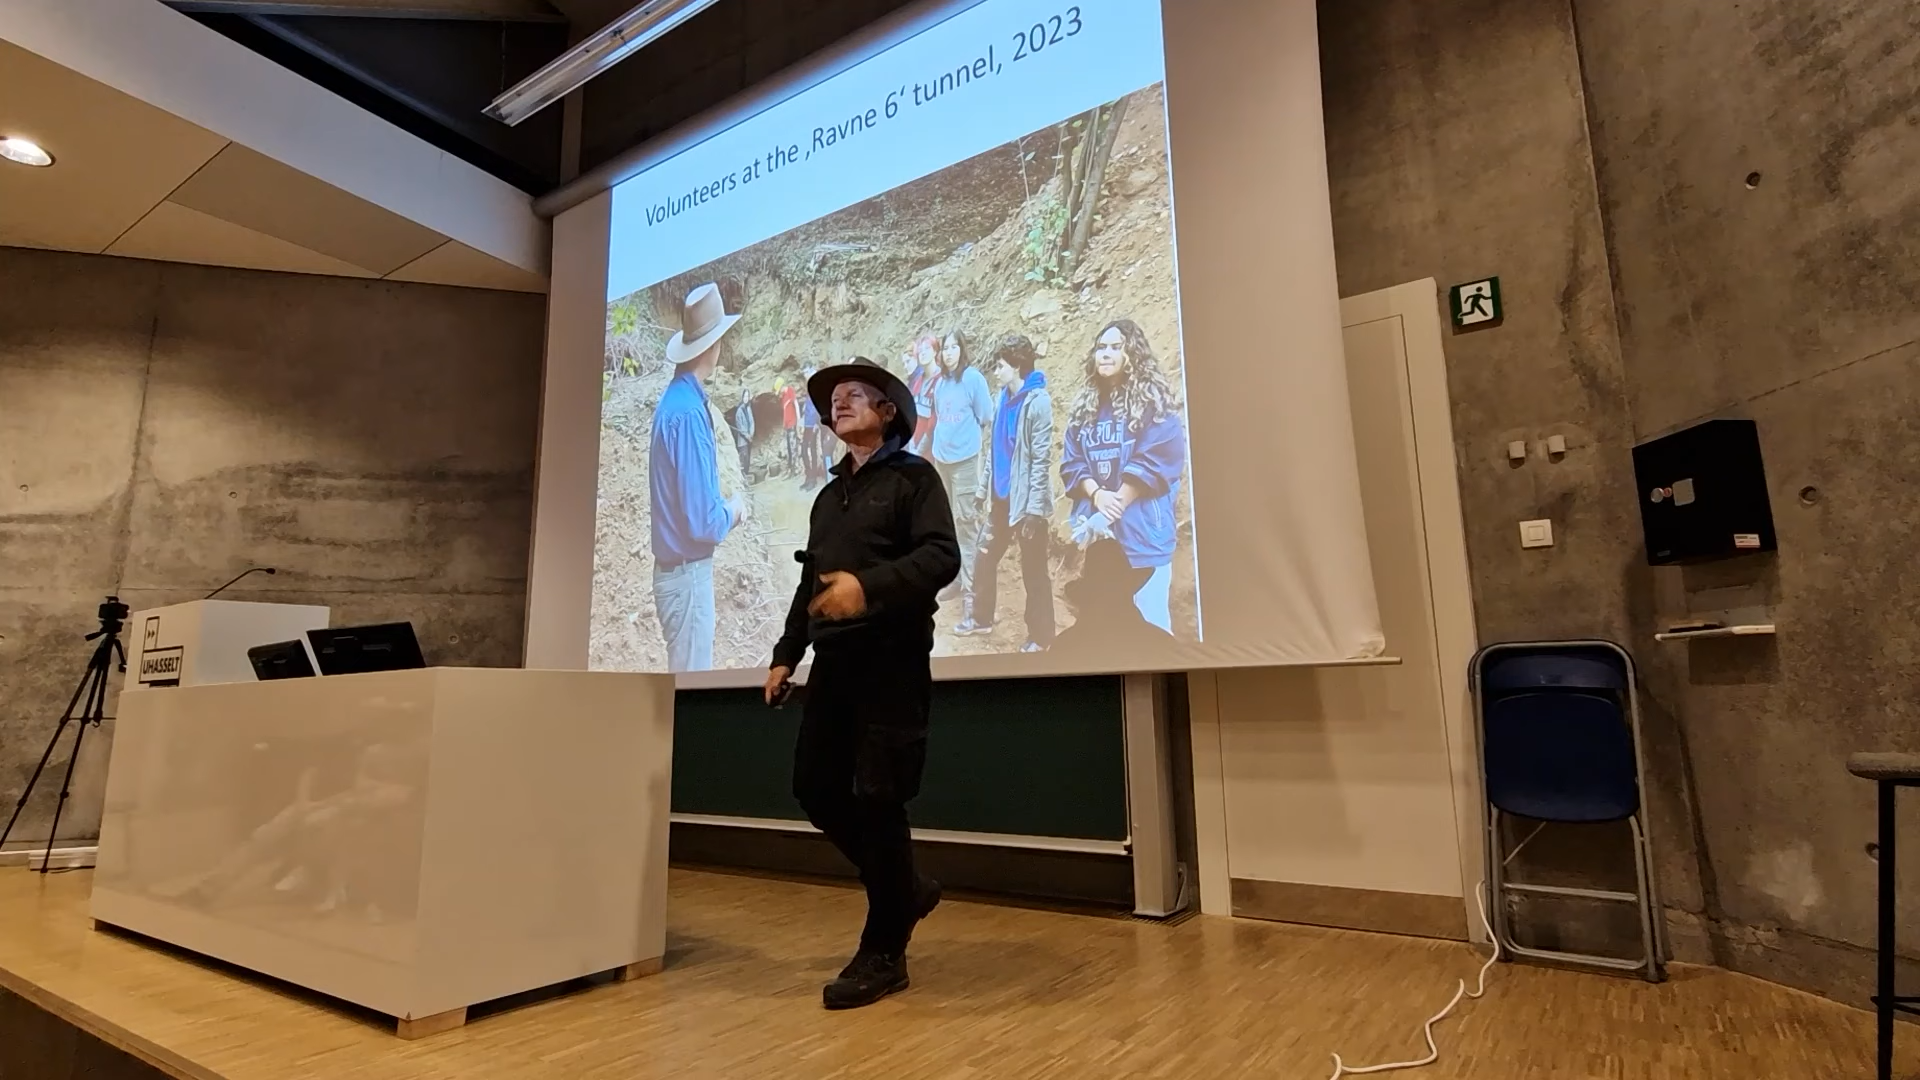 Volunteers at the ‚Ravne 6‘ tunnel, 2023
UHASSELT